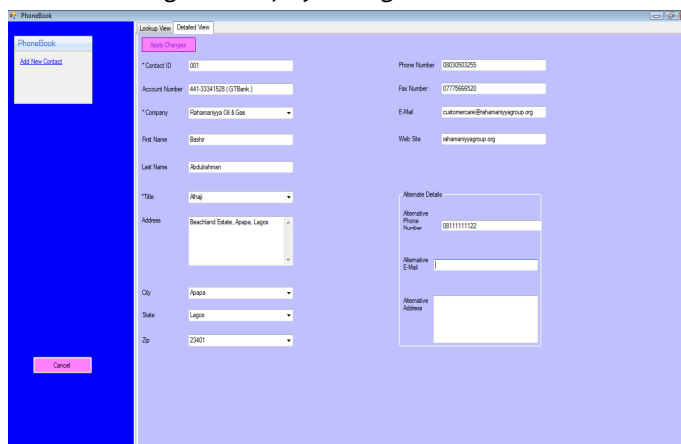 PhoneBook
Lookup View Detailed View
PhoneBook
Add New Contact
Apply Changes
*Contact ID 001
Account Number 441-33341528 ( GTBank )
*Company Rahamaniyya Oil & Gas
First Name Bashir
Last Name Abdulrahman
*Title Alhaji
Address Beachland Estate, Apapa, Lagos
City Apapa
State Lagos
Zip 23401
Phone Number 08030503255
Fax Number 07775666520
E-Mail customercare@rahamaniyyagroup.org
Web Site rahamaniyyagroup.org
Alternate Details
Alternative
Phone
Number 08111111122
Alternative
E-Mail
Alternative
Address
Cancel